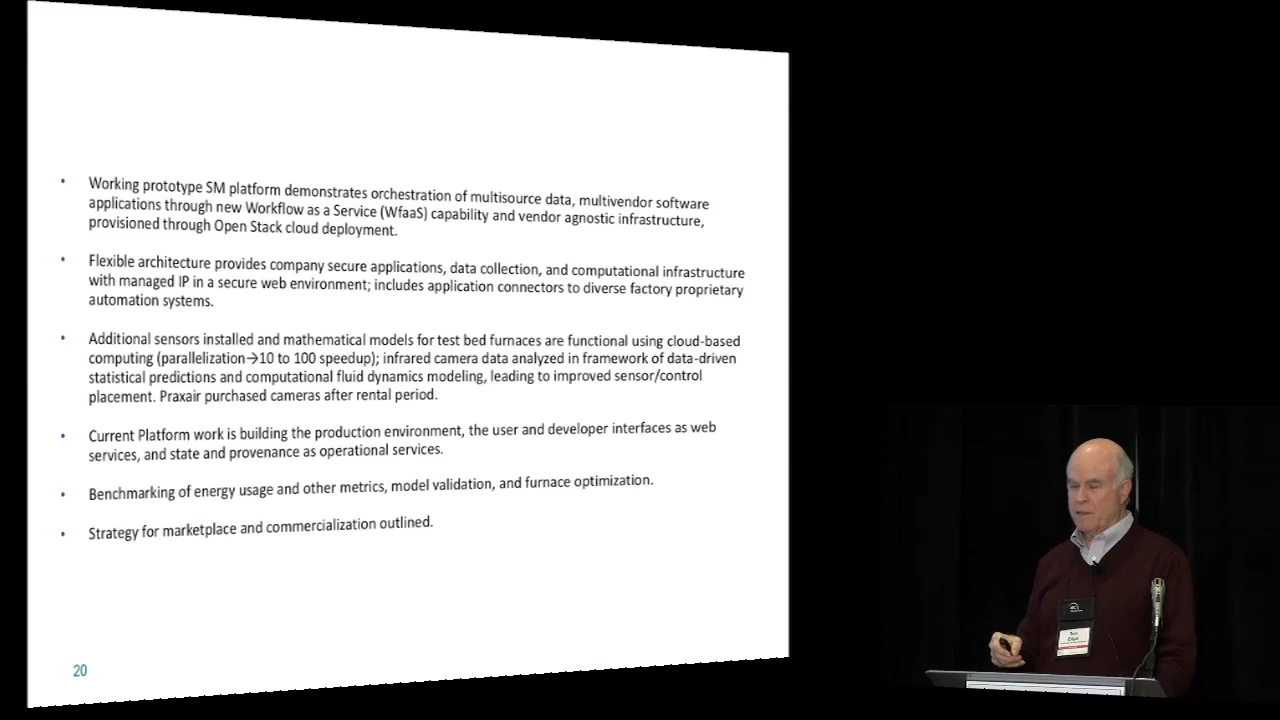 • Working prototype SM platform demonstrates orchestration of multisource data, multivendor software
applications through new Workflow as a Service (WfaaS) capability and vendor agnostic infrastructure,
provisioned through Open Stack cloud deployment.
• Flexible architecture provides company secure applications, data collection, and computational infrastructure
with managed IP in a secure web environment; includes application connectors to diverse factory proprietary
automation systems.
• Additional sensors installed and mathematical models for test bed furnaces are functional using cloud-based
computing (parallelization→10 to 100 speedup); infrared camera data analyzed in framework of data-driven
statistical predictions and computational fluid dynamics modeling, leading to improved sensor/control
placement. Praxair purchased cameras after rental period.
• Current Platform work is building the production environment, the user and developer interfaces as web
services, and state and provenance as operational services.
• Benchmarking of energy usage and other metrics, model validation, and furnace optimization.
• Strategy for marketplace and commercialization outlined.
20
Tom
Edgar